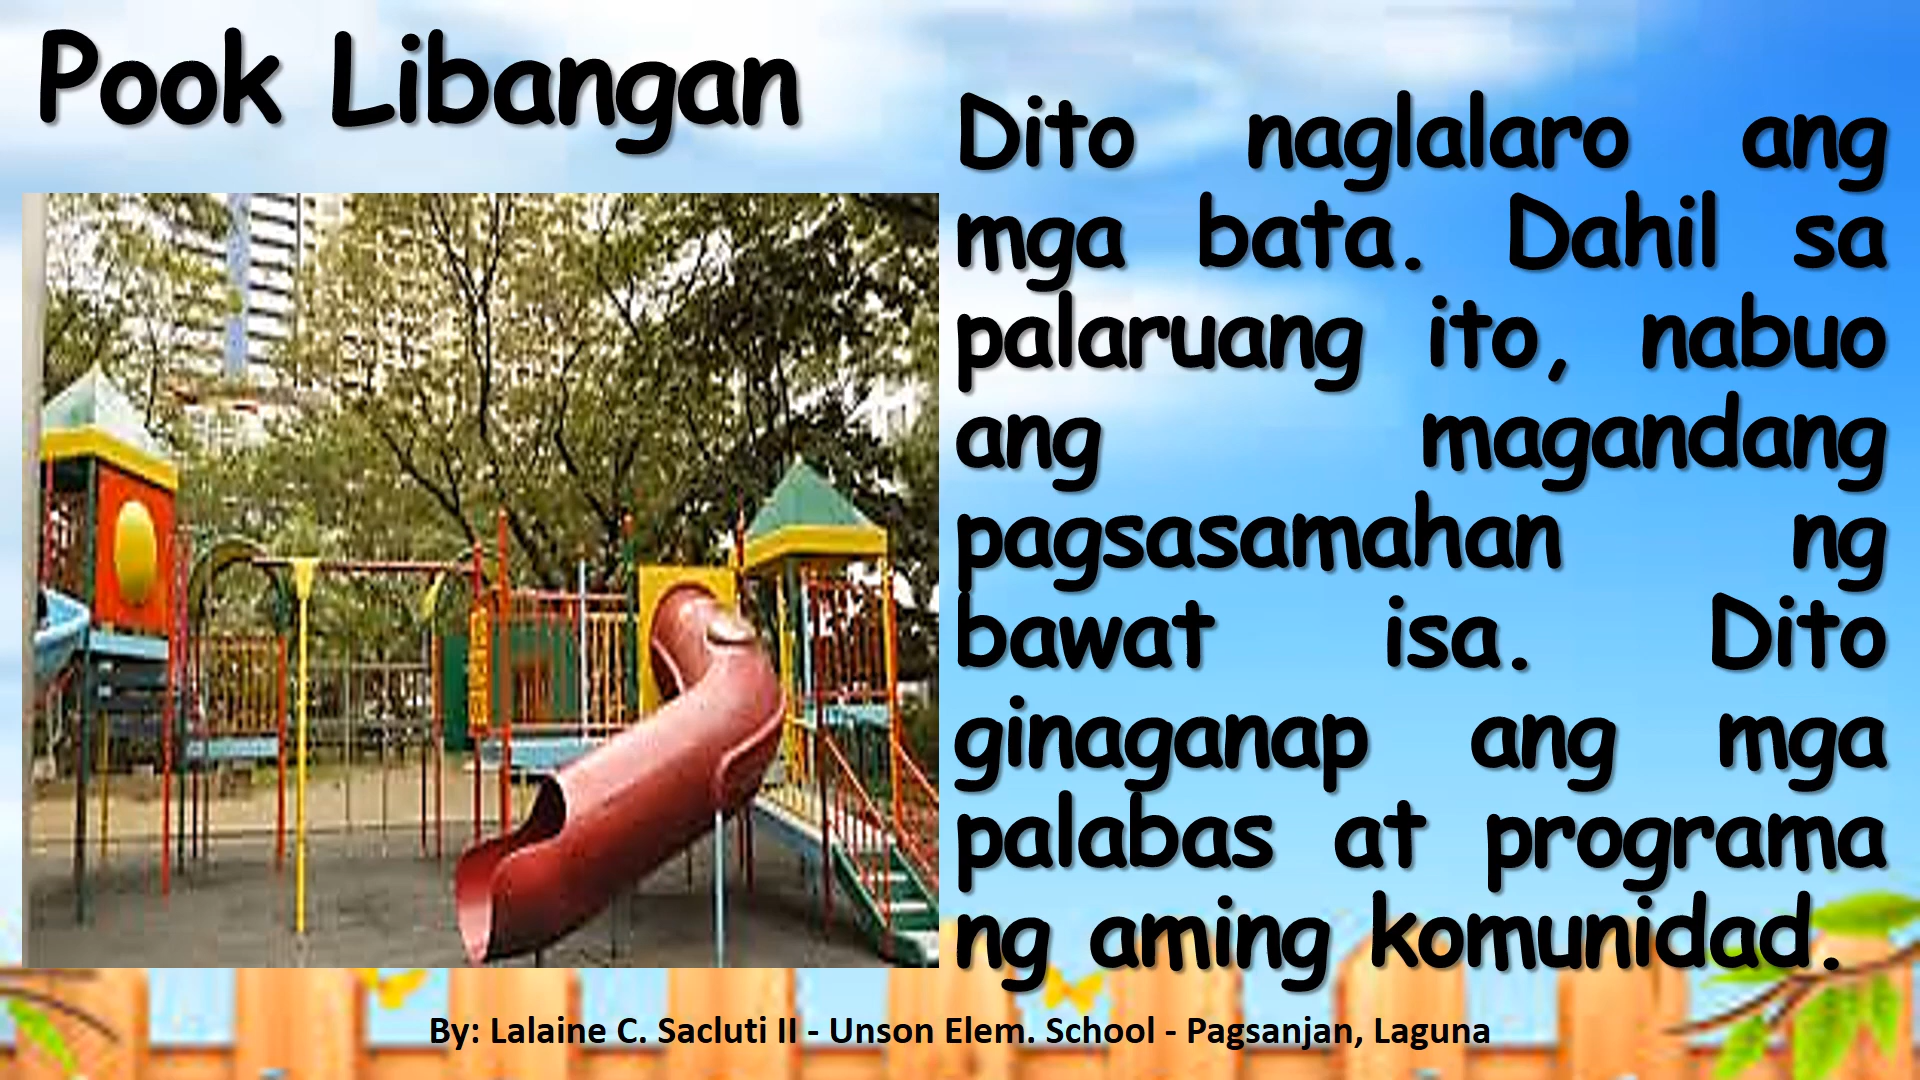 Pook Libangan
Dito naglalaro ang
mga bata. Dahil sa
palaruang ito, nabuo
ang magandang
pagsasamahan ng
bawat isa. Dito
ginaganap ang mga
palabas at programa
ng aming komunidad.
By: Lalaine C. Sacluti II - Unson Elem. School - Pagsanjan, Laguna